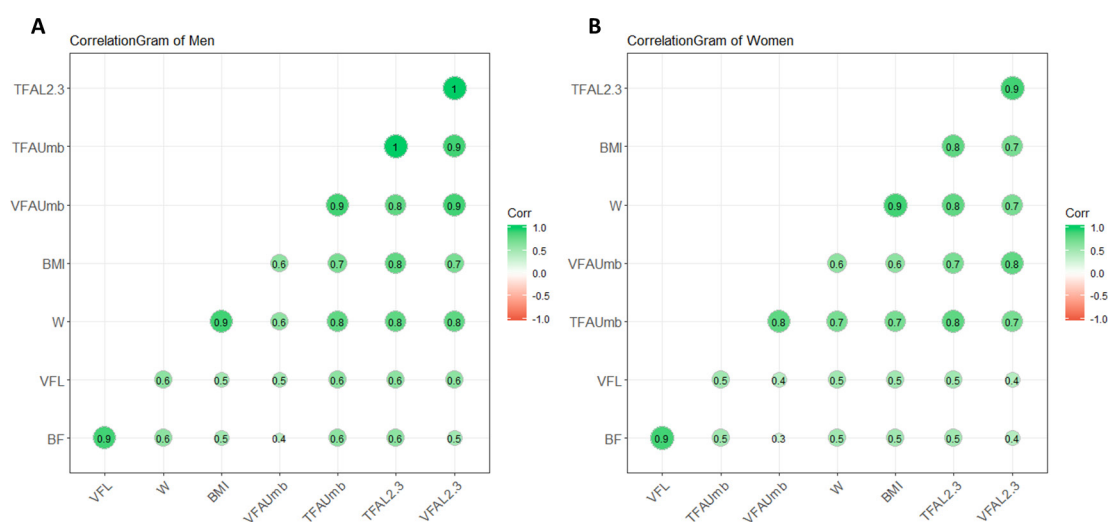 A
CorrelationGram of Men
TFAL2.3
1
TFAUmb
1 0.9
VFAUmb
0.9 0.8 0.9
BMI
0.6 0.7 0.8 0.7
W
0.9 0.6 0.8 0.8 0.8
VFL
0.6 0.5 0.5 0.6 0.6 0.6
BF
0.9 0.6 0.5 0.4 0.6 0.6 0.5
VFL W BMI VFAUmb TFAUmb TFAL2.3 VFAL2.3
Corr
1.0
0.5
0.0
-0.5
-1.0
B
CorrelationGram of Women
TFAL2.3
0.9
BMI
0.8 0.7
W
0.9 0.8 0.7
VFAUmb
0.6 0.6 0.7 0.8
TFAUmb
0.8 0.7 0.7 0.8 0.7
VFL
0.5 0.4 0.5 0.5 0.5 0.4
BF
0.9 0.5 0.3 0.5 0.5 0.5 0.4
VFL TFAUmb VFAUmb W BMI TFAL2.3 VFAL2.3
Corr
1.0
0.5
0.0
-0.5
-1.0